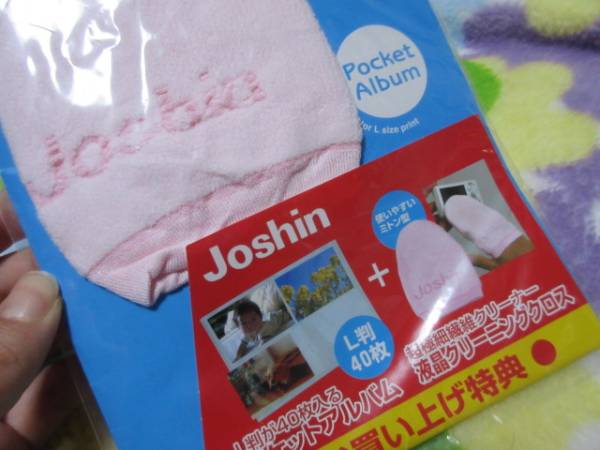 Joshin
Pocket
Album
for L size print
Joshin
使いやすい
ミトン型
+
Joshin
L判
40枚
超極細繊維クリーナー
液晶クリーニングクロス
L判が40枚入る
ケットアルバム
買い上げ特典